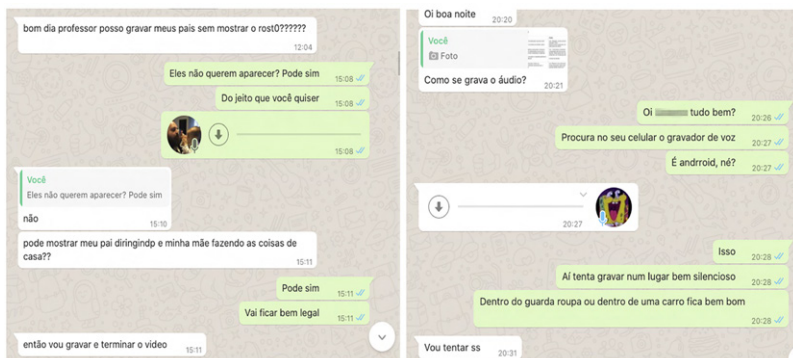 bom dia professor posso gravar meus pais sem mostrar o rost0??????
12:04
Eles não querem aparecer? Pode sim
15:08
Do jeito que você quiser
15:08
15:08
Você
Eles não querem aparecer? Pode sim
não
15:10
pode mostrar meu pai diringindp e minha mãe fazendo as coisas de
casa??
15:11
Pode sim
15:11
Vai ficar bem legal
15:11
então vou gravar e terminar o video
15:11
Oi boa noite
20:20
Você
Foto
Como se grava o áudio?
20:21
Oi tudo bem?
20:26
Procura no seu celular o gravador de voz
20:27
É andrroid, né?
20:27
20:27
Isso
20:28
Aí tenta gravar num lugar bem silencioso
20:28
Dentro do guarda roupa ou dentro de uma carro fica bem bom
20:28
Vou tentar ss
20:31